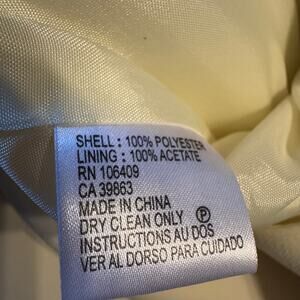 SHELL : 100% POLYESTER
LINING : 100% ACETATE
RN 106409
CA 39863
MADE IN CHINA
DRY CLEAN ONLY Ⓟ
INSTRUCTIONS AU DOS
VER AL DORSO PARA CUIDADO